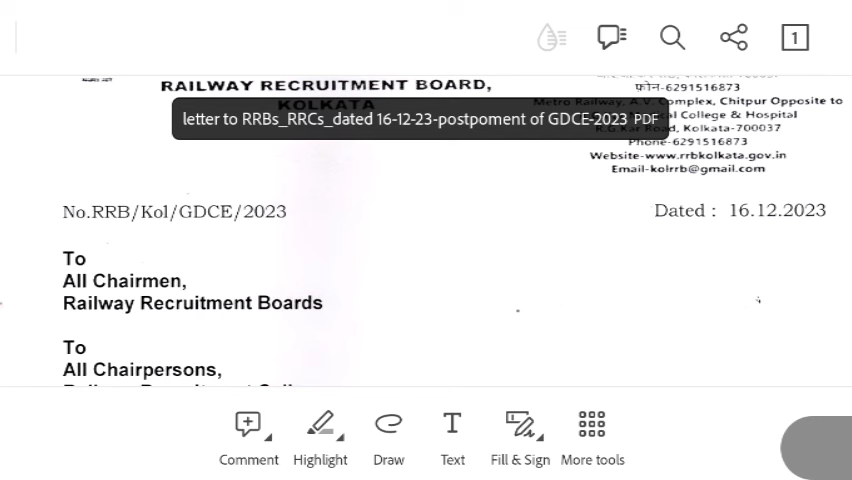 1
RAILWAY RECRUITMENT BOARD,
KOLKATA
letter to RRBs_RRCs_dated 16-12-23-postpoment of GDCE-2023 PDF
फोन-6291516873
Metro Railway, A.V. Complex, Chitpur Opposite to
cal College & Hospital
R.G.Kar Road, Kolkata-700037
Phone-6291516873
Website-www.rrbkolkata.gov.in
Email-kolrrb@gmail.com
No.RRB/Kol/GDCE/2023
Dated : 16.12.2023
To
All Chairmen,
Railway Recruitment Boards
To
All Chairpersons,
Comment
Highlight
Draw
Text
Fill & Sign
More tools